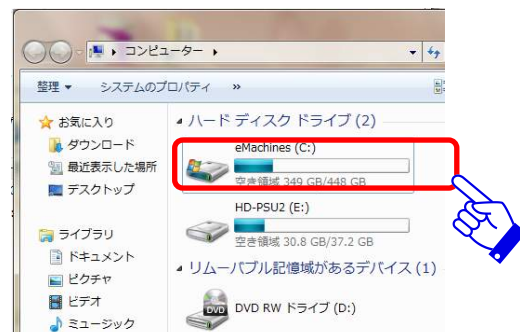 コンピューター
整理 システムのプロパティ »
お気に入り
ダウンロード
最近表示した場所
デスクトップ
ライブラリ
ドキュメント
ピクチャ
ビデオ
ミュージック
ハード ディスク ドライブ (2)
eMachines (C:)
空き領域 349 GB/448 GB
HD-PSU2 (E:)
空き領域 30.8 GB/37.2 GB
リムーバブル記憶域があるデバイス (1)
DVD RW ドライブ (D:)